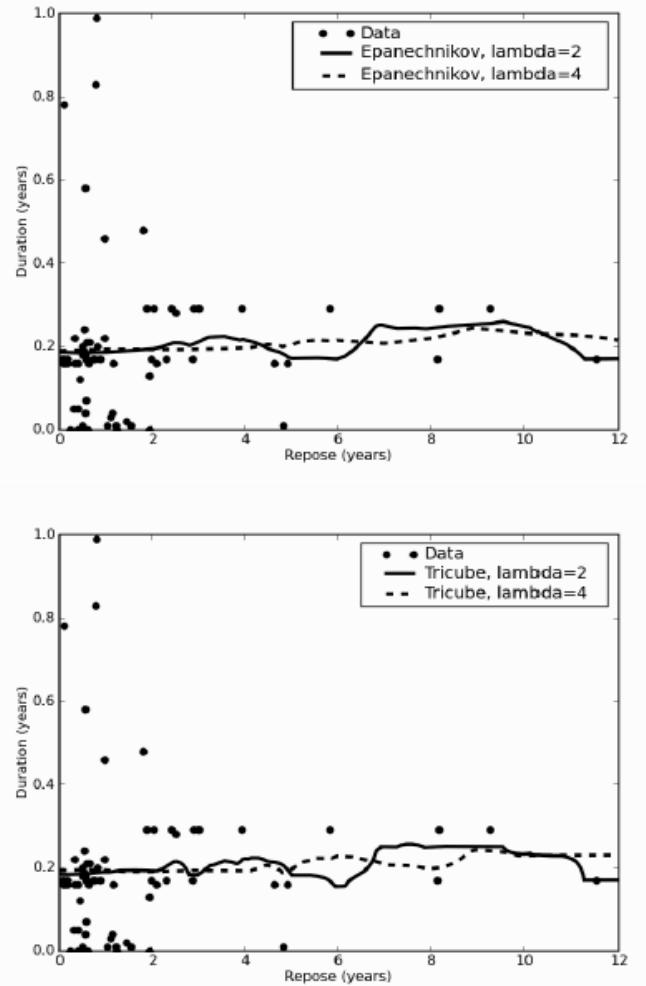 1.0
0.8
0.6
0.4
0.2
0.0
Duration (years)
Data
Epanechnikov, lambda=2
Epanechnikov, lambda=4
0 2 4 6 8 10 12
Repose (years)
1.0
0.8
0.6
0.4
0.2
0.0
Duration (years)
Data
Tricube, lambda=2
Tricube, lambda=4
0 2 4 6 8 10 12
Repose (years)